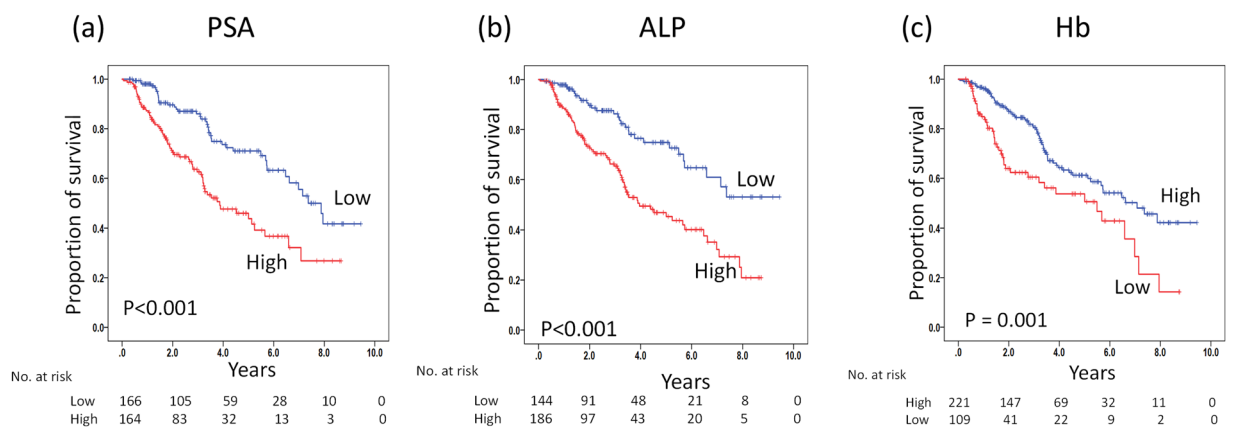 (a) PSA
1.0
0.8
0.6
0.4
0.2
0.0
Proportion of survival
Low
High
P<0.001
.0 2.0 4.0 6.0 8.0 10.0
Years
No. at risk
Low 166 105 59 28 10 0
High 164 83 32 13 3 0
(b) ALP
1.0
0.8
0.6
0.4
0.2
0.0
Proportion of survival
Low
High
P<0.001
.0 2.0 4.0 6.0 8.0 10.0
Years
No. at risk
Low 144 91 48 21 8 0
High 186 97 43 20 5 0
(c) Hb
1.0
0.8
0.6
0.4
0.2
0.0
Proportion of survival
High
Low
P = 0.001
.0 2.0 4.0 6.0 8.0 10.0
Years
No. at risk
High 221 147 69 32 11 0
Low 109 41 22 9 2 0